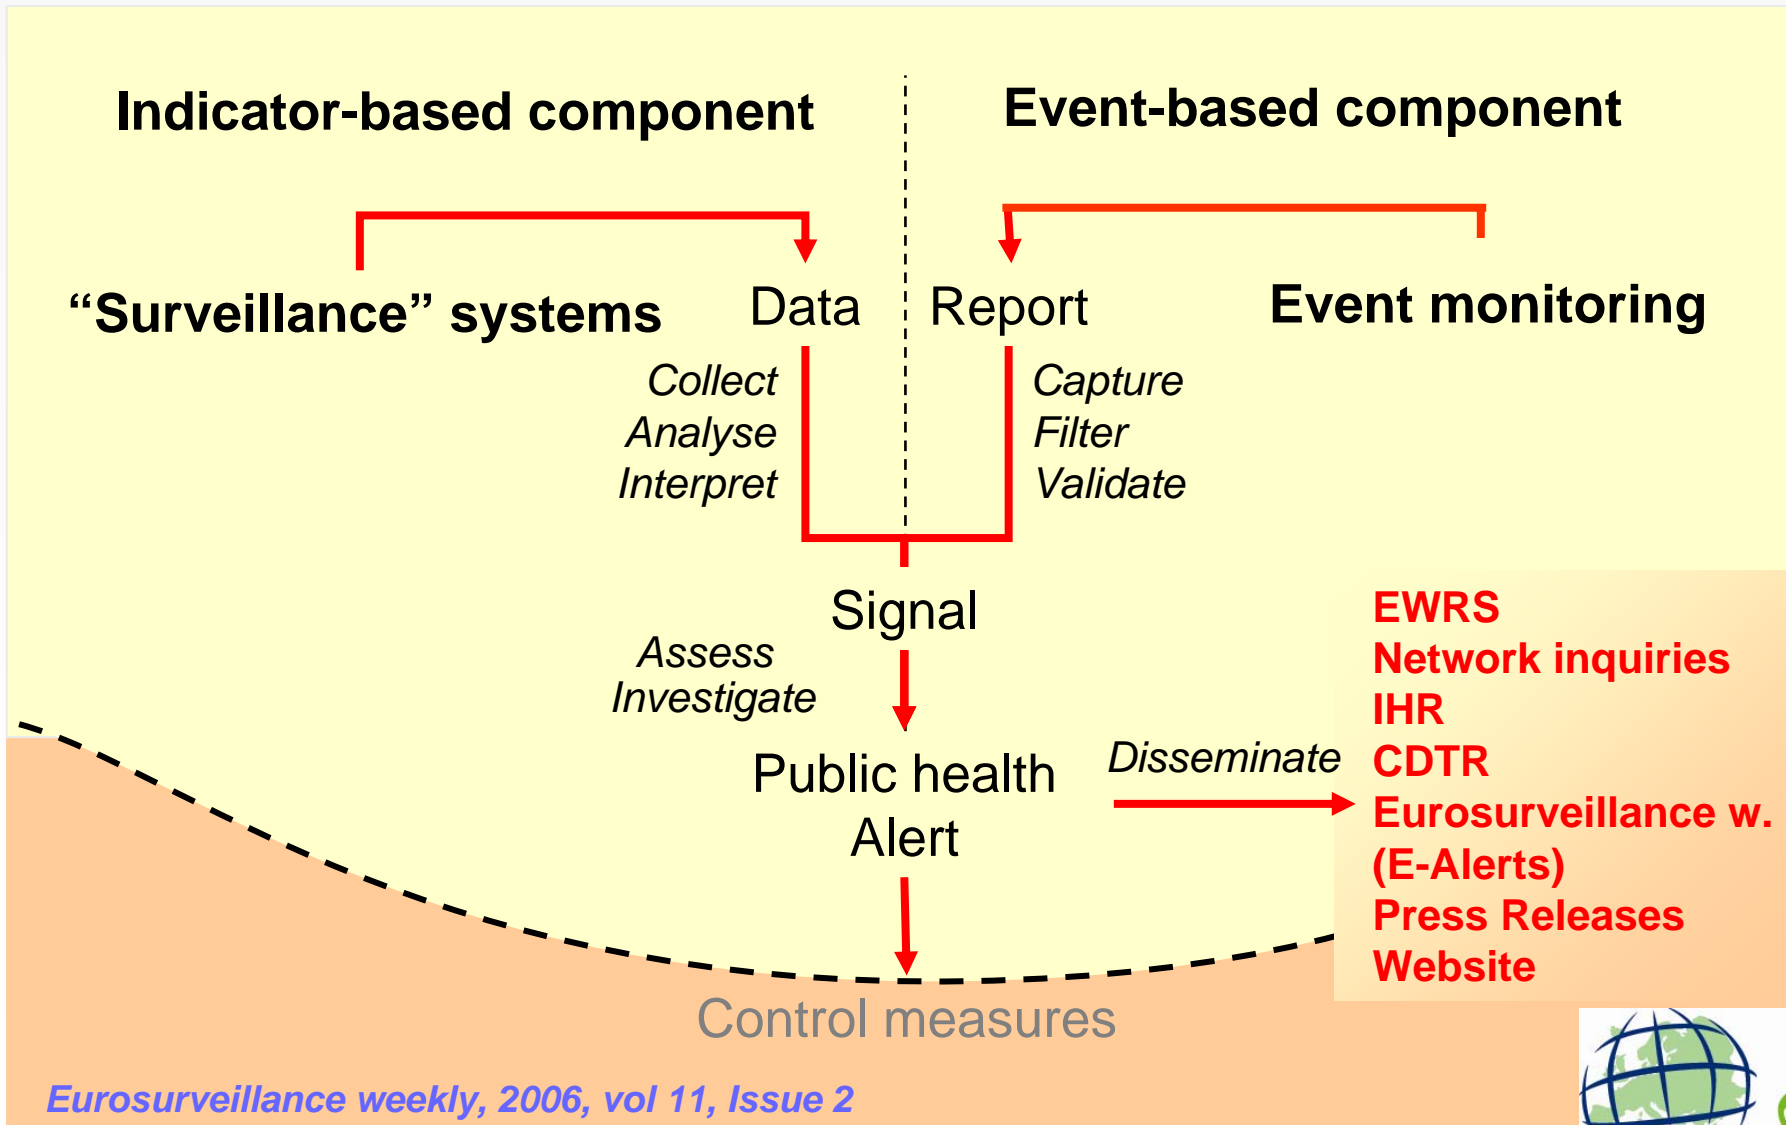 Indicator-based component
Event-based component
“Surveillance” systems
Data
Report
Event monitoring
Collect
Analyse
Interpret
Capture
Filter
Validate
Signal
Assess
Investigate
Public health
Alert
Disseminate
EWRS
Network inquiries
IHR
CDTR
Eurosurveillance w.
(E-Alerts)
Press Releases
Website
Control measures
Eurosurveillance weekly, 2006, vol 11, Issue 2